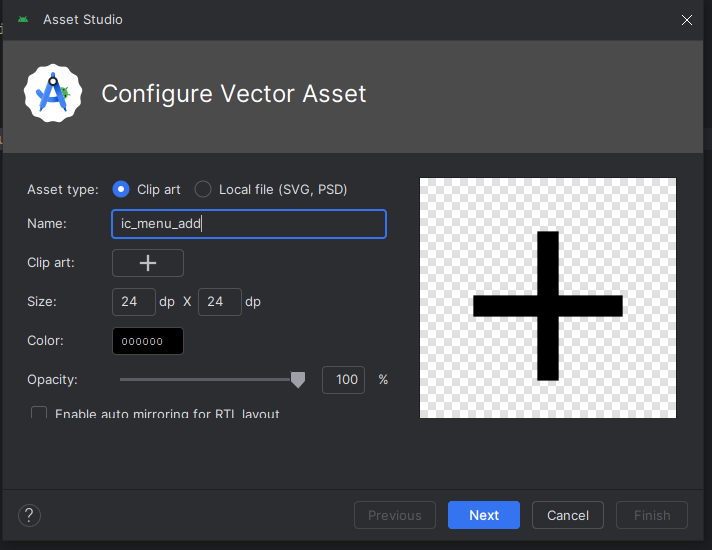 Asset Studio
Configure Vector Asset
Asset type: Clip art Local file (SVG, PSD)
Name: ic_menu_add
Clip art:
Size: 24 dp X 24 dp
Color: 000000
Opacity: 100 %
Enable auto mirroring for RTL layout
? Previous Next Cancel Finish